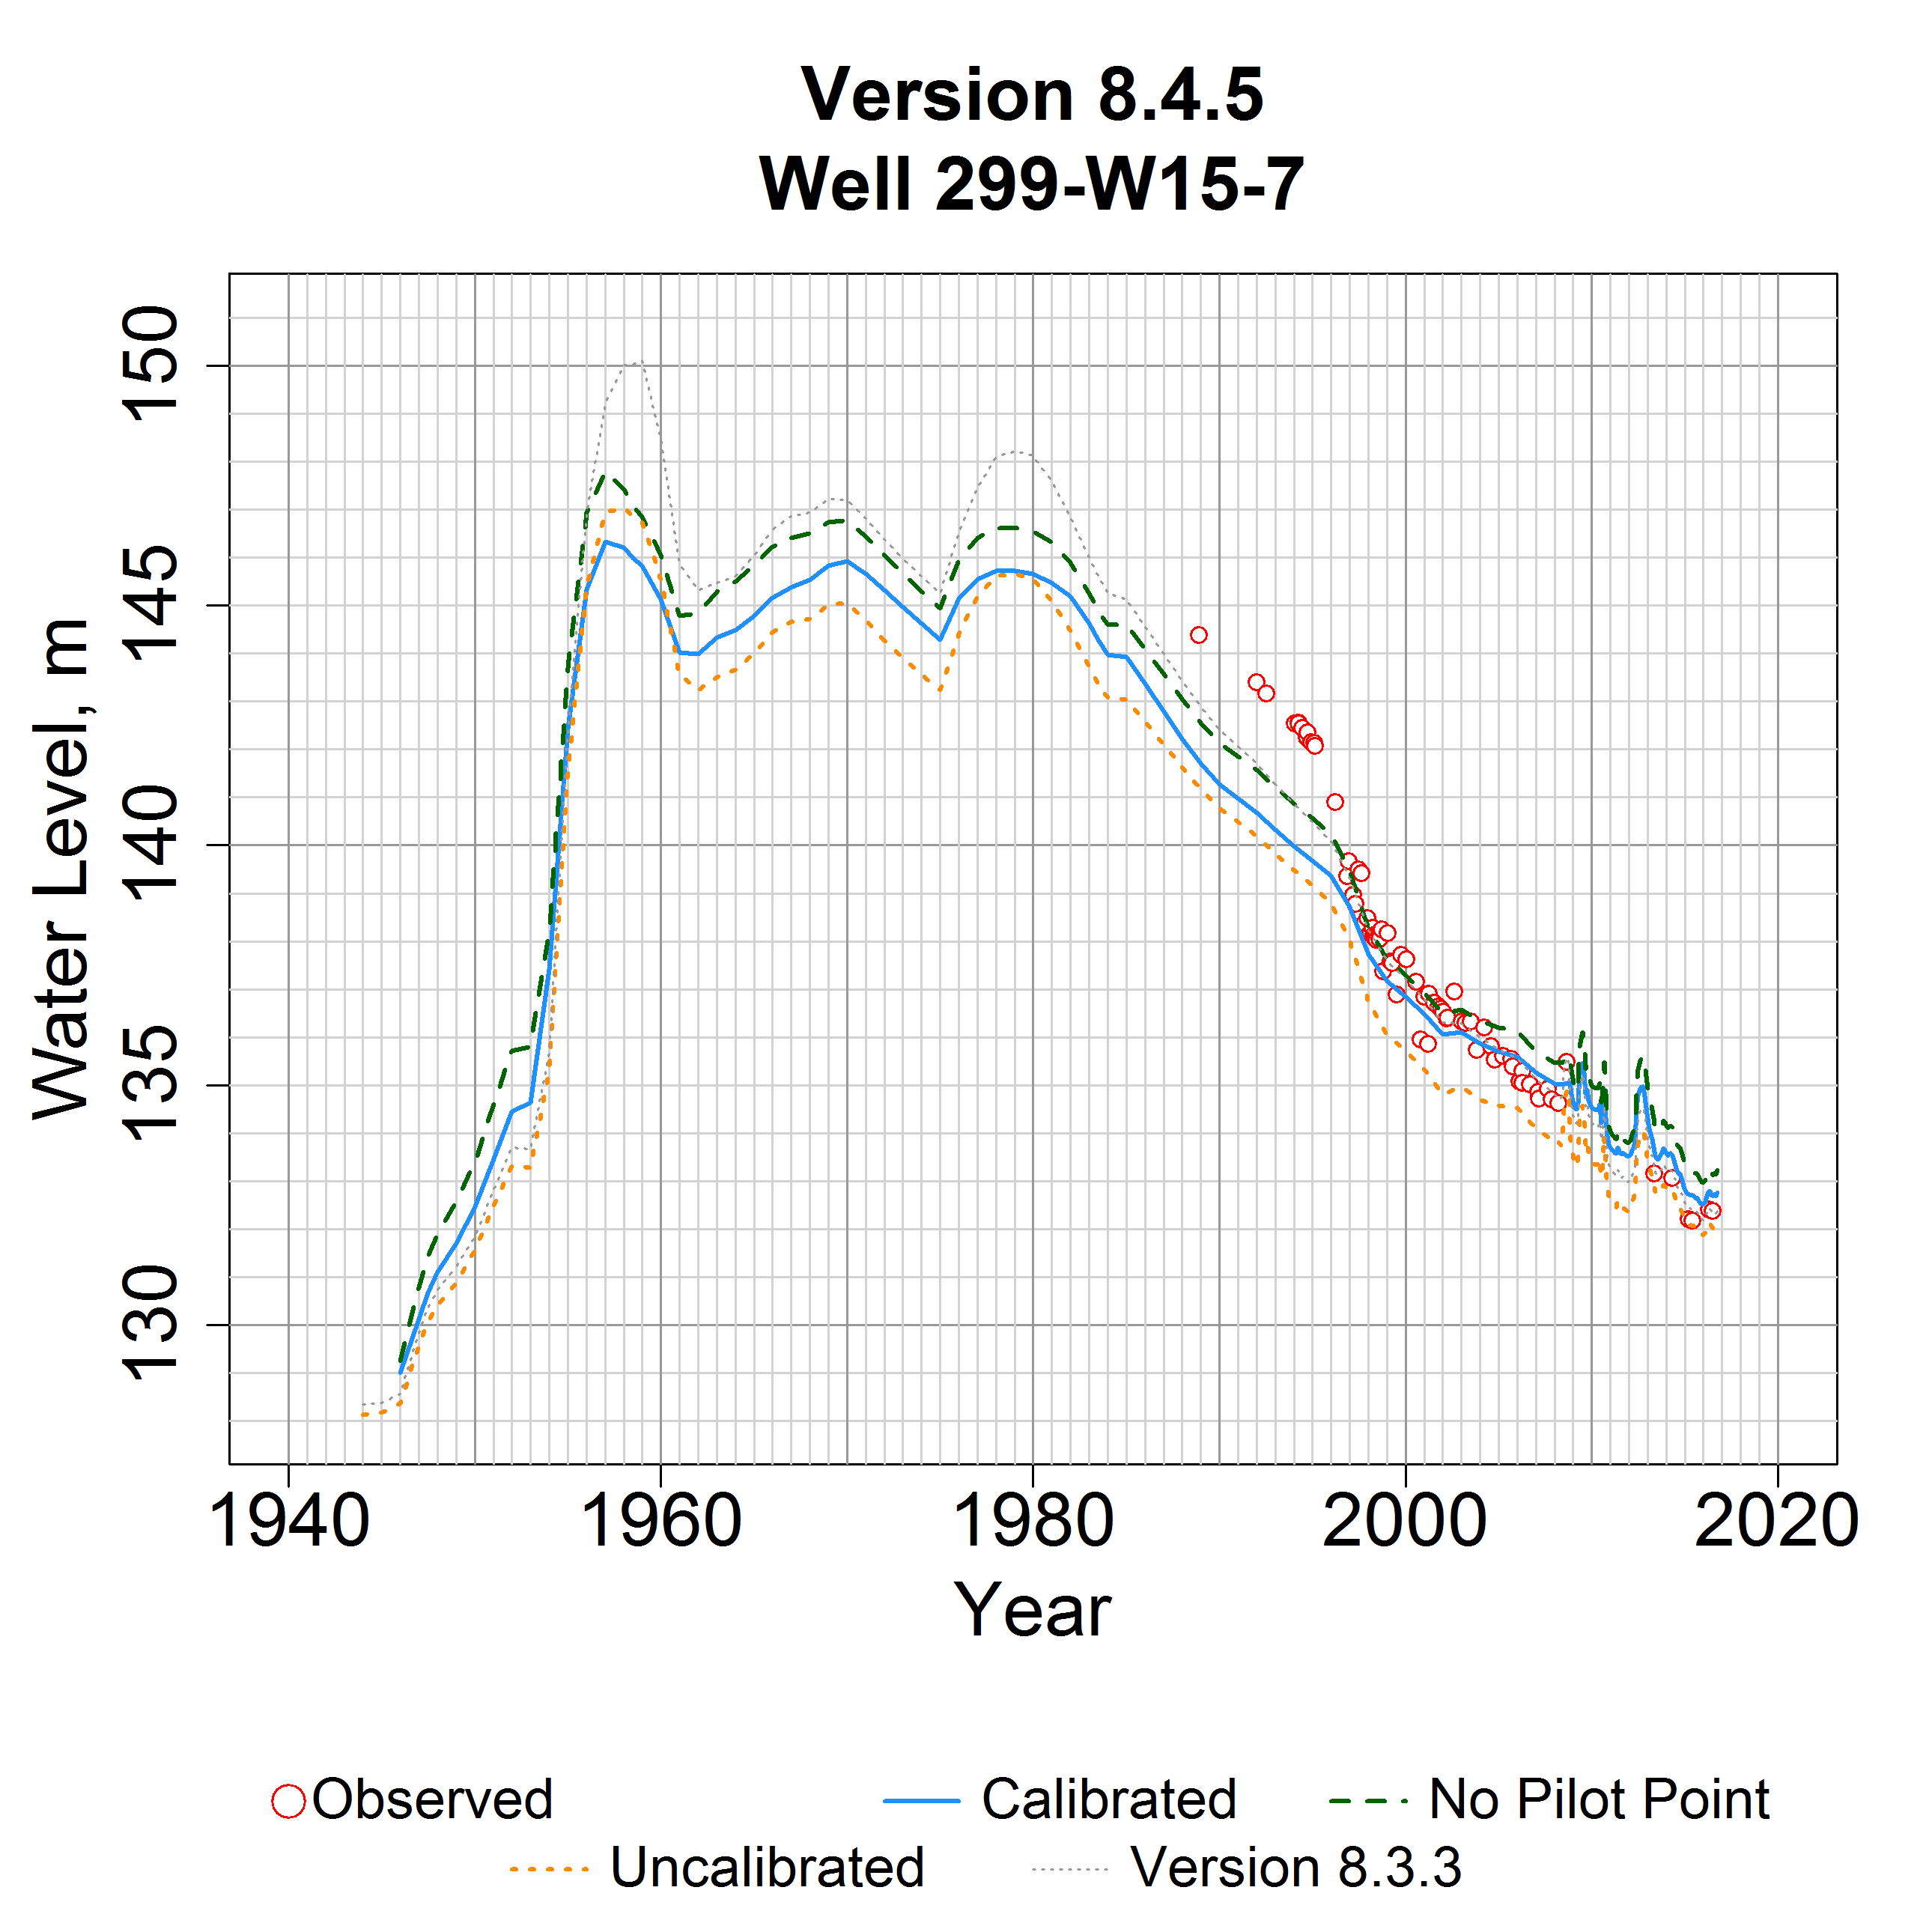 Version 8.4.5
Well 299-W15-7
Water Level, m
150
145
140
135
130
1940 1960 1980 2000 2020
Year
Observed Calibrated No Pilot Point
Uncalibrated Version 8.3.3